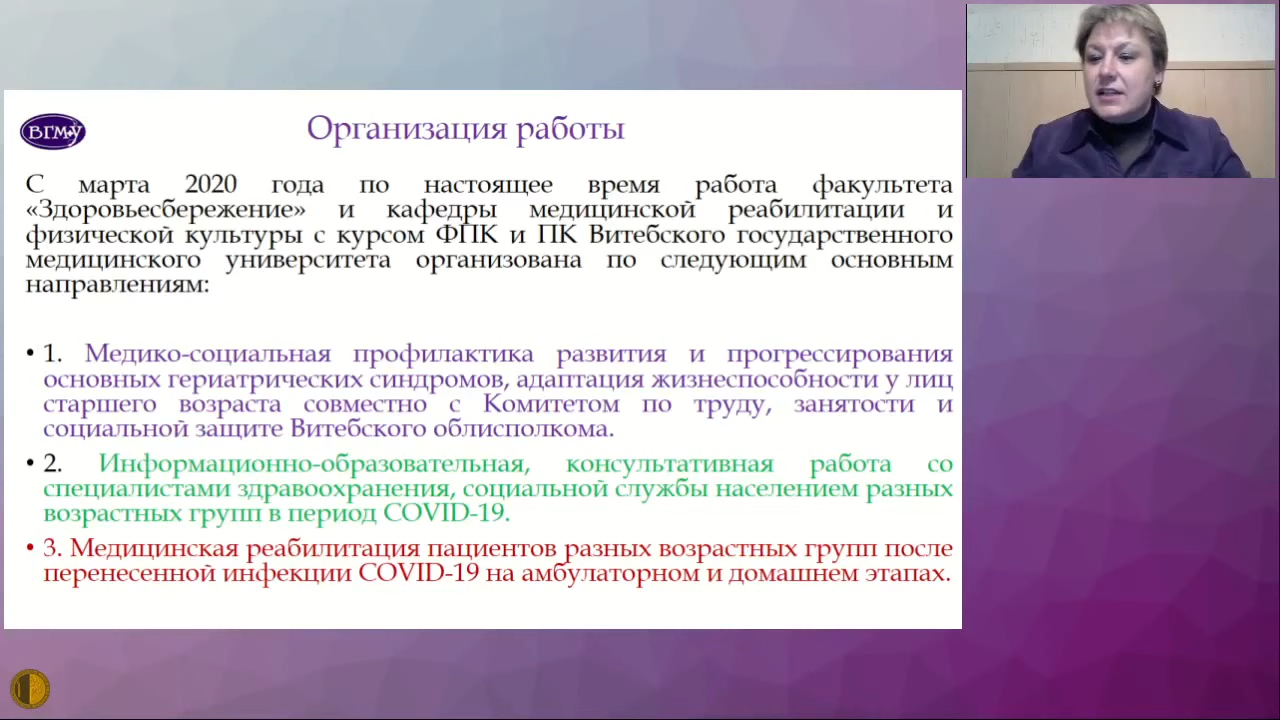 ВГМУ
Организация работы
С марта 2020 года по настоящее время работа факультета
«Здоровьесбережение» и кафедры медицинской реабилитации и
физической культуры с курсом ФПК и ПК Витебского государственного
медицинского университета организована по следующим основным
направлениям:
• 1. Медико-социальная профилактика развития и прогрессирования
основных гериатрических синдромов, адаптация жизнеспособности у лиц
старшего возраста совместно с Комитетом по труду, занятости и
социальной защите Витебского облисполкома.
• 2. Информационно-образовательная, консультативная работа со
специалистами здравоохранения, социальной службы населением разных
возрастных групп в период COVID-19.
• 3. Медицинская реабилитация пациентов разных возрастных групп после
перенесенной инфекции COVID-19 на амбулаторном и домашнем этапах.